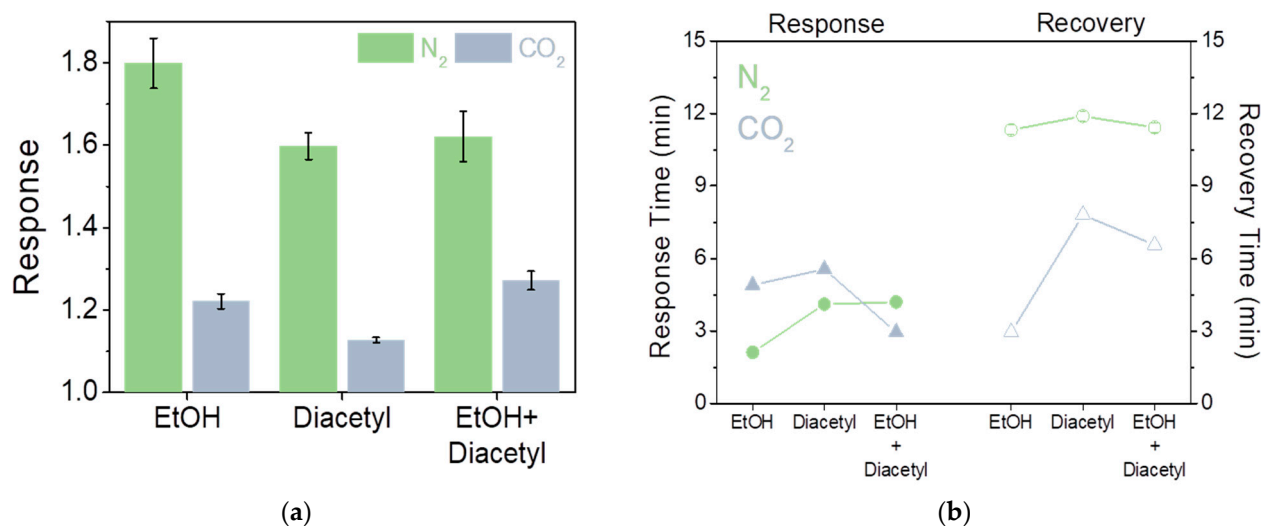 N2 CO2
Response
1.8
1.6
1.4
1.2
1.0
EtOH Diacetyl EtOH+
Diacetyl
(a)
Response Recovery
N2
CO2
Response Time (min)
15
12
9
6
3
0
15
12
9
6
3
0
Recovery Time (min)
EtOH Diacetyl EtOH
+
Diacetyl
EtOH Diacetyl EtOH
+
Diacetyl
(b)